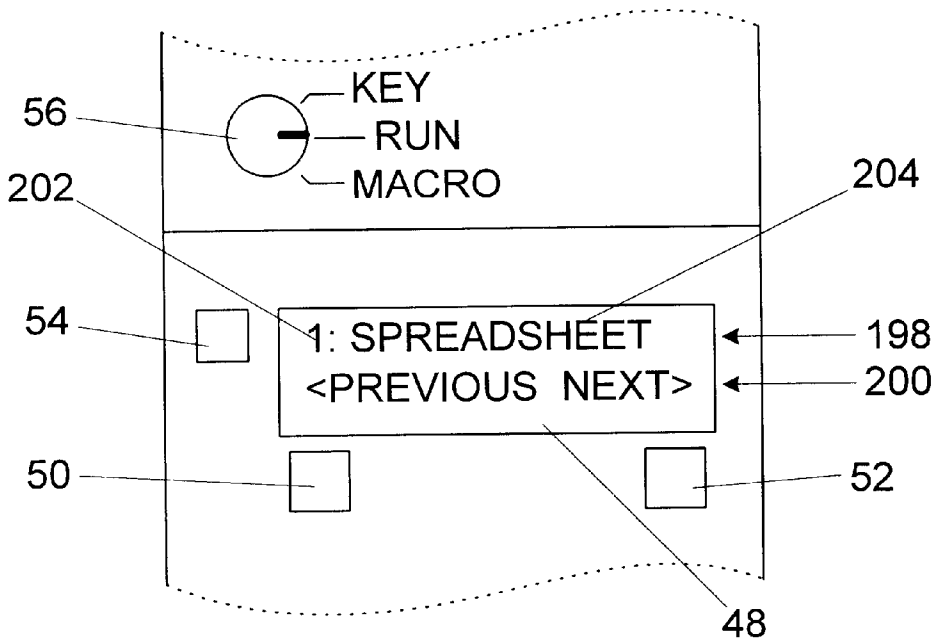 KEY
56
RUN
202
MACRO
204
54
1: SPREADSHEET
198
<PREVIOUS NEXT>
200
50
52
48